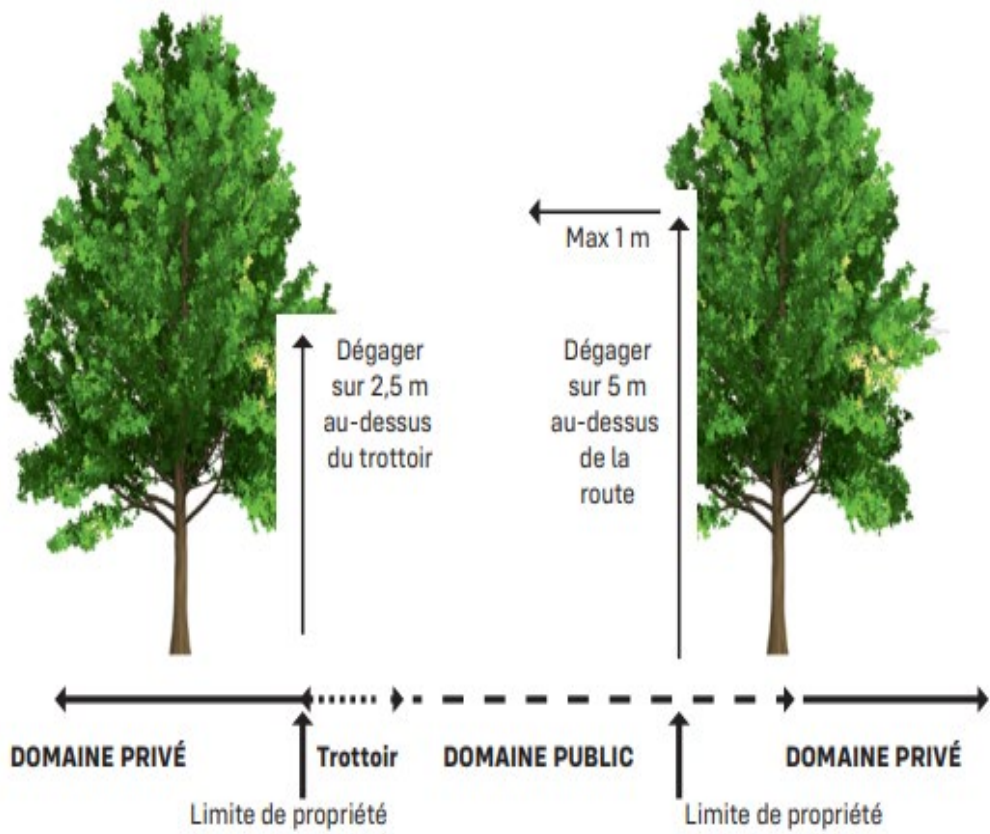 Max 1 m
Dégager
sur 2,5 m
au-dessus
du trottoir
Dégager
sur 5 m
au-dessus
de la
route
DOMAINE PRIVÉ
Trottoir
DOMAINE PUBLIC
DOMAINE PRIVÉ
Limite de propriété
Limite de propriété